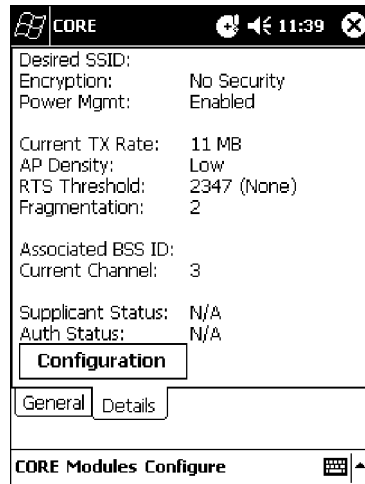 CORE 11:39
Desired SSID:
Encryption: No Security
Power Mgmt: Enabled
Current TX Rate: 11 MB
AP Density: Low
RTS Threshold: 2347 (None)
Fragmentation: 2
Associated BSS ID:
Current Channel: 3
Supplicant Status: N/A
Auth Status: N/A
Configuration
General Details
CORE Modules Configure